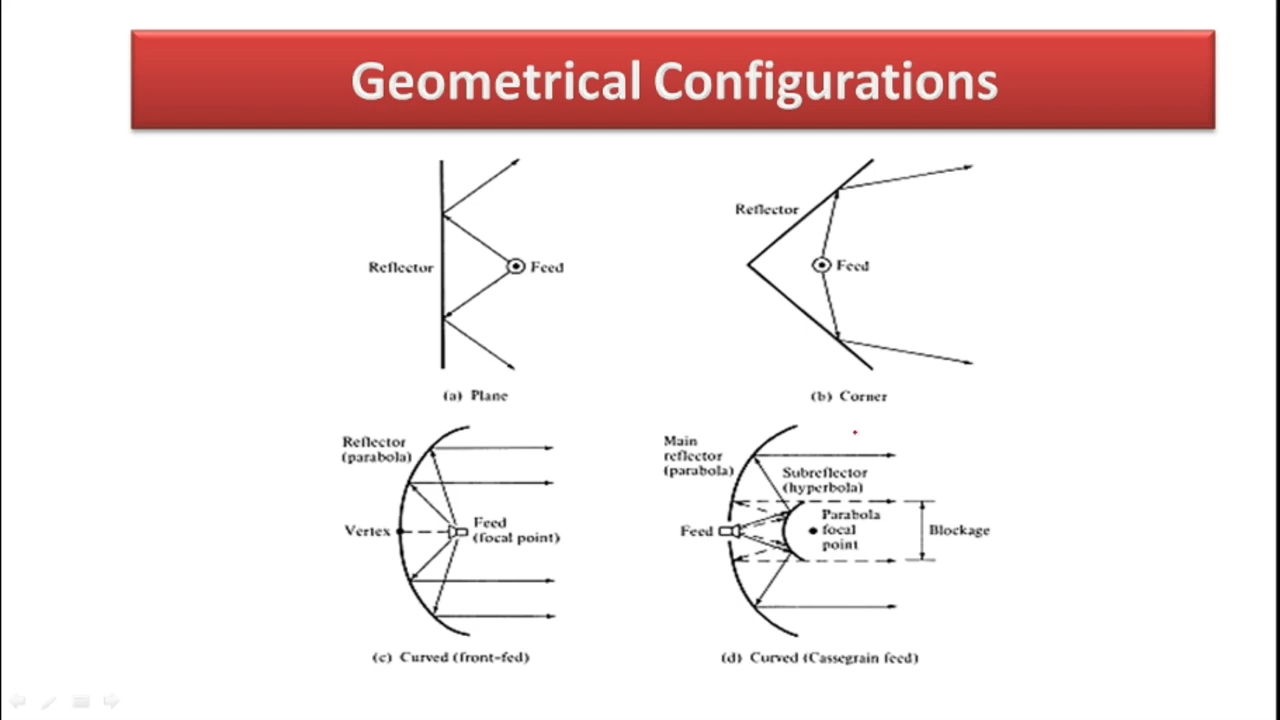 Geometrical Configurations
Reflector
Feed
(a) Plane
Reflector
Feed
(b) Corner
Reflector
(parabola)
Vertex
Feed
(focal point)
(c) Curved (front-fed)
Main
reflector
(parabola)
Subreflector
(hyperbola)
Feed
Parabola
focal
point
Blockage
(d) Curved (Cassegrain feed)